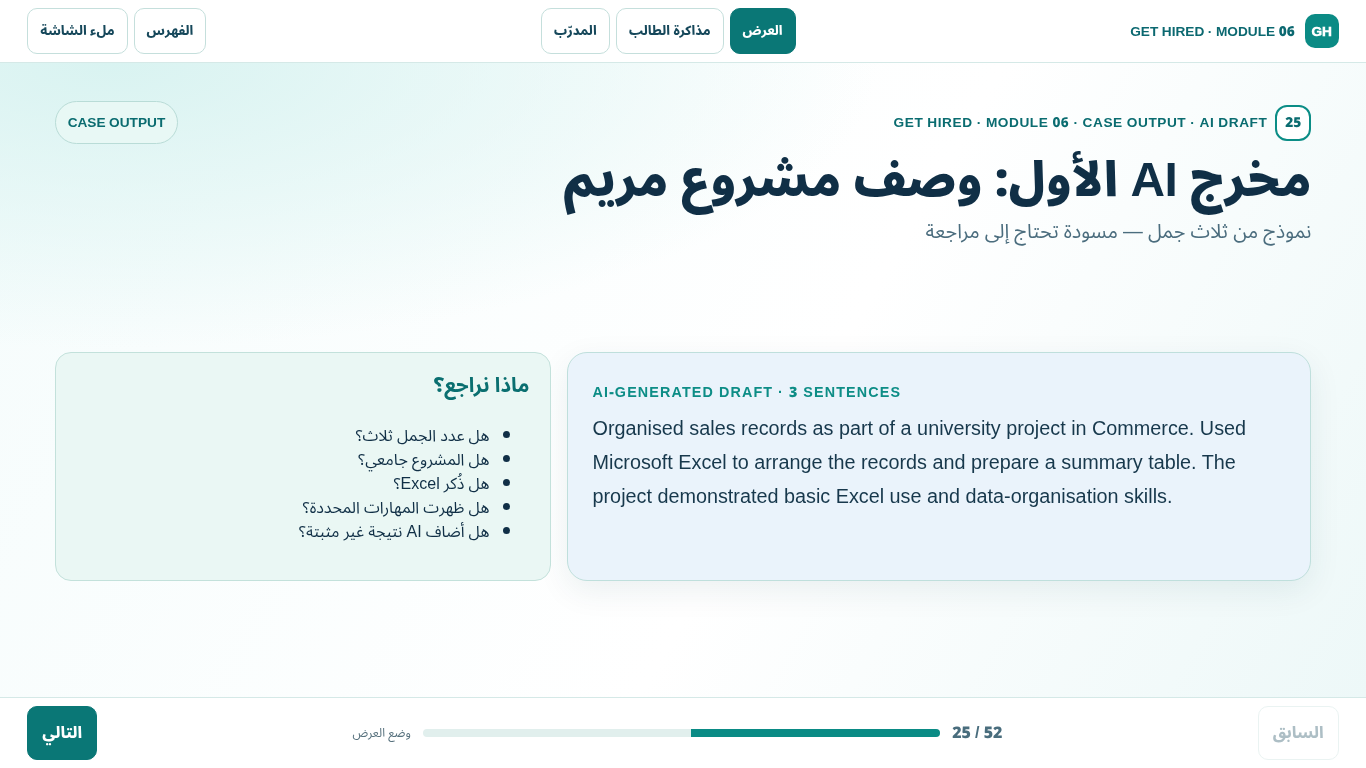 GH
GET HIRED · MODULE 06
العرض
مذاكرة الطالب
المدرّب
الفهرس
ملء الشاشة
25
GET HIRED · MODULE 06 · CASE OUTPUT · AI DRAFT
CASE OUTPUT
مخرج AI الأول: وصف مشروع مريم
نموذج من ثلاث جمل — مسودة تحتاج إلى مراجعة
AI-GENERATED DRAFT · 3 SENTENCES
Organised sales records as part of a university project in Commerce. Used
Microsoft Excel to arrange the records and prepare a summary table. The
project demonstrated basic Excel use and data-organisation skills.
ماذا نراجع؟
هل عدد الجمل ثلاث؟
هل المشروع جامعي؟
هل ذُكر Excel؟
هل ظهرت المهارات المحددة؟
هل أضاف AI نتيجة غير مثبتة؟
السابق
25 / 52
وضع العرض
التالي